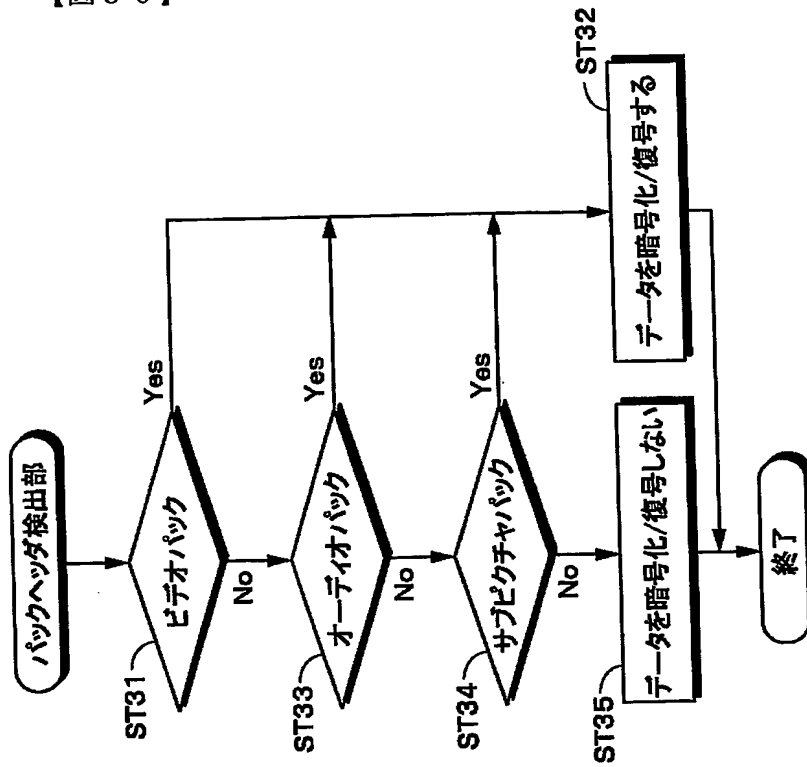 パックヘッダ検出部
ST31
ビデオパック
Yes
No
ST33
オーディオパック
Yes
No
ST34
サブピクチャパック
Yes
No
ST35
データを暗号化/復号しない
ST32
データを暗号化/復号する
終了